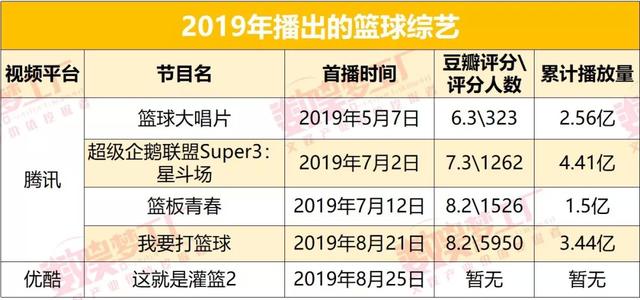 2019年播出的篮球综艺
视频平台 节目名 首播时间 豆瓣评分\评分人数 累计播放量
腾讯 篮球大唱片 2019年5月7日 6.3\323 2.56亿
超级企鹅联盟Super3：星斗场 2019年7月2日 7.3\1262 4.41亿
篮板青春 2019年7月12日 8.2\1526 1.5亿
我要打篮球 2019年8月21日 8.2\5950 3.44亿
优酷 这就是灌篮2 2019年8月25日 暂无 暂无